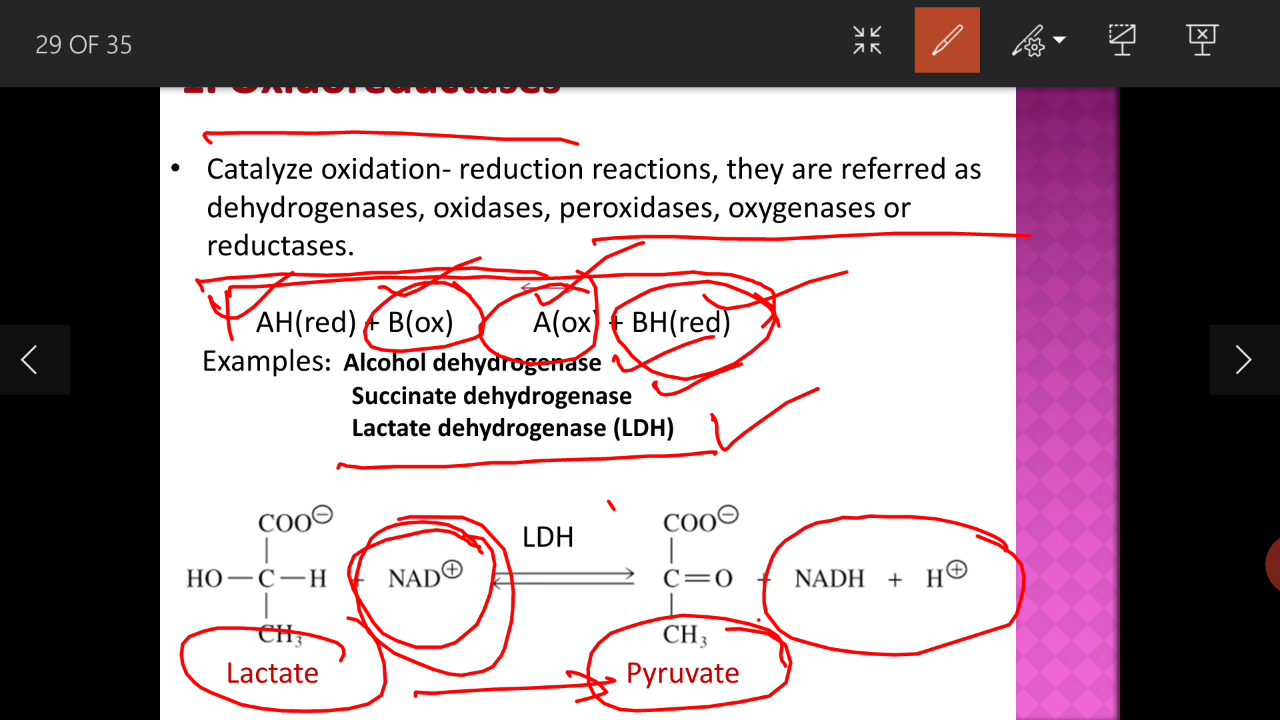 29 OF 35
1. Oxidoreductases
• Catalyze oxidation- reduction reactions, they are referred as
dehydrogenases, oxidases, peroxidases, oxygenases or
reductases.
AH(red) + B(ox) A(ox) + BH(red)
Examples: Alcohol dehydrogenase
Succinate dehydrogenase
Lactate dehydrogenase (LDH)
COO⊖ LDH COO⊖
HO—C—H + NAD⊕ C=O + NADH + H⊕
CH₃ CH₃
Lactate Pyruvate